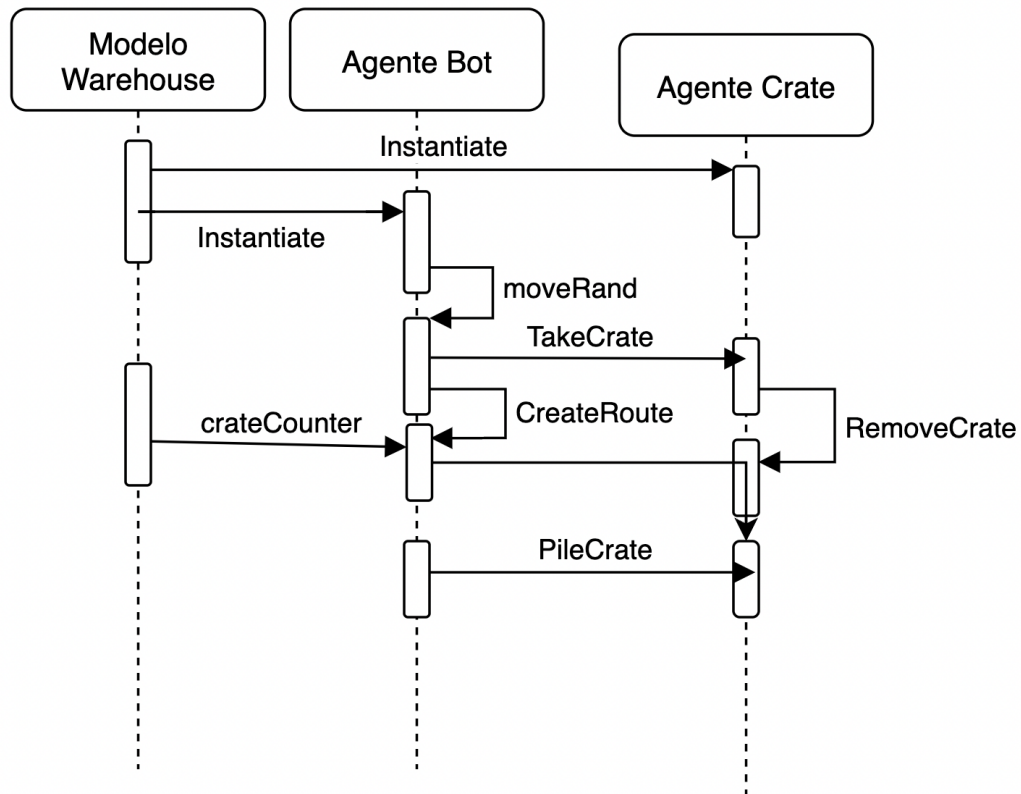 Modelo
Warehouse
Agente Bot
Agente Crate
Instantiate
Instantiate
moveRand
TakeCrate
CreateRoute
crateCounter
RemoveCrate
PileCrate